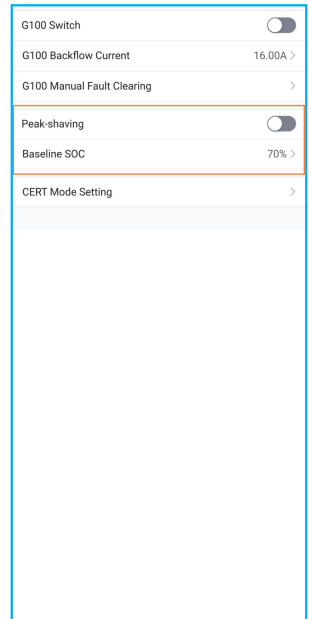 G100 Switch
G100 Backflow Current 16.00A >
G100 Manual Fault Clearing >
Peak-shaving
Baseline SOC 70% >
CERT Mode Setting >